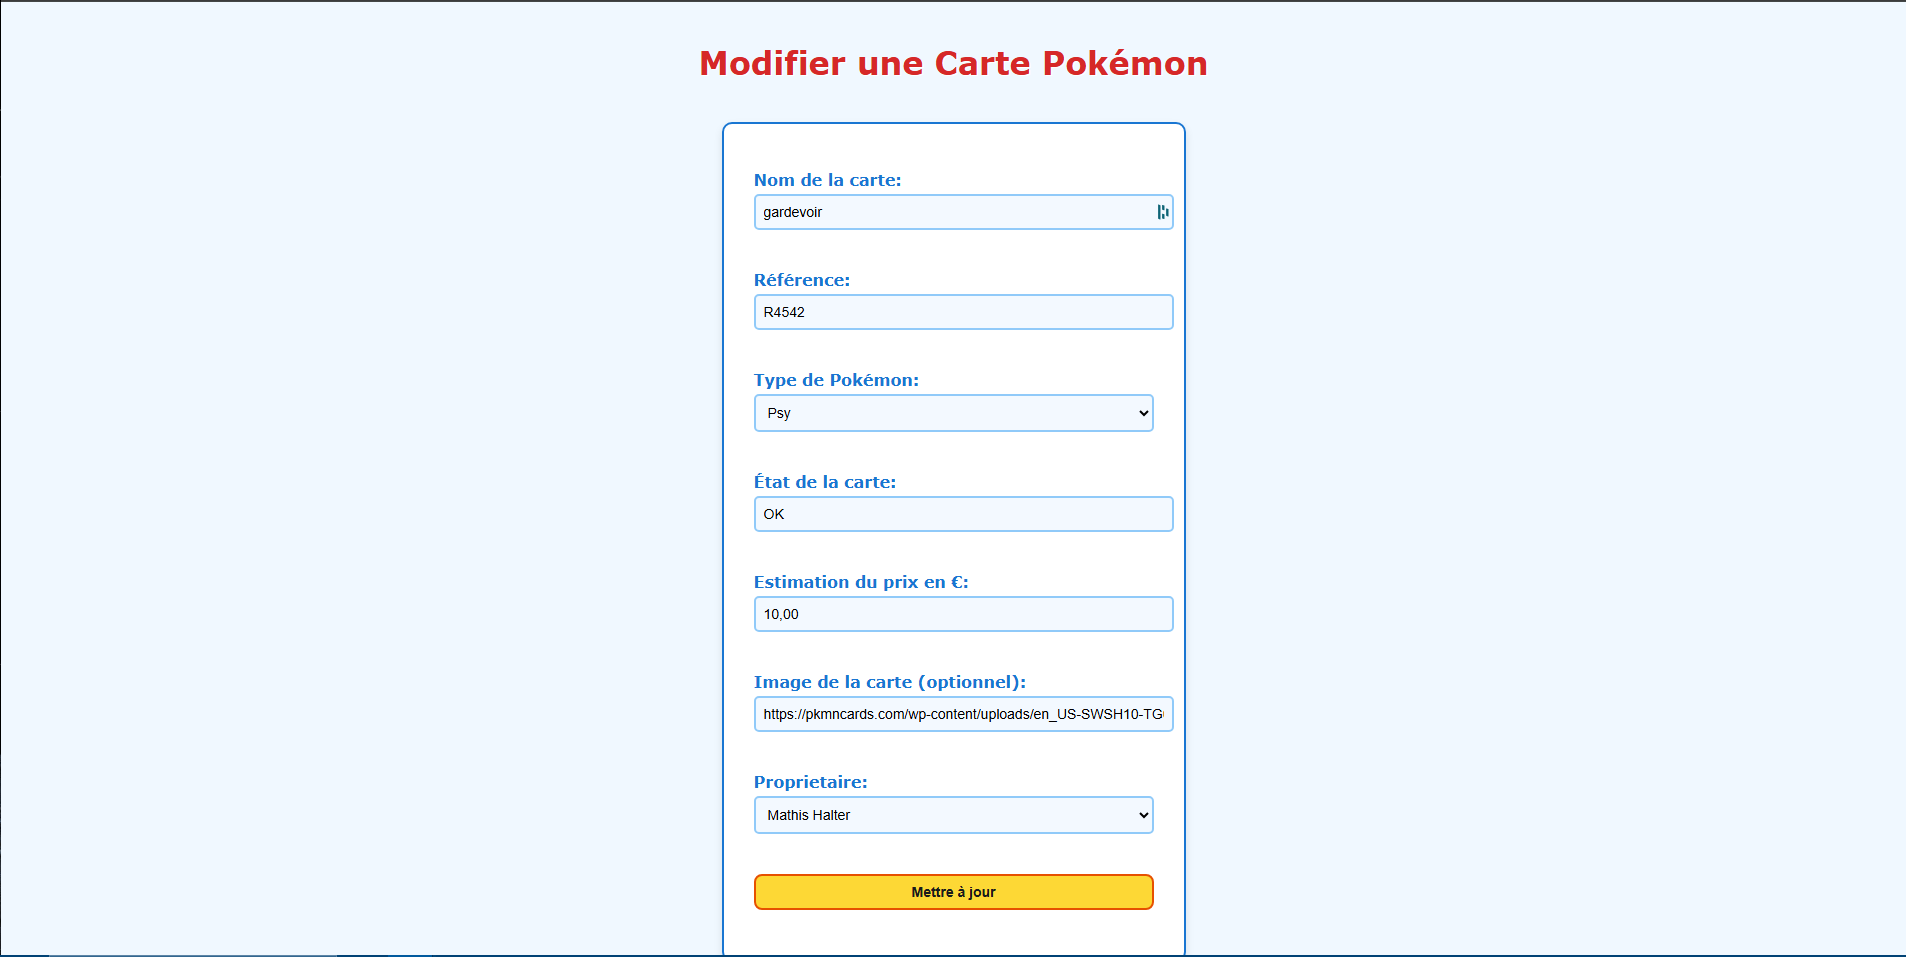 Modifier une Carte Pokémon
Nom de la carte:
gardevoir
Référence:
R4542
Type de Pokémon:
Psy
État de la carte:
OK
Estimation du prix en €:
10,00
Image de la carte (optionnel):
https://pkmncards.com/wp-content/uploads/en_US-SWSH10-TG
Proprietaire:
Mathis Halter
Mettre à jour